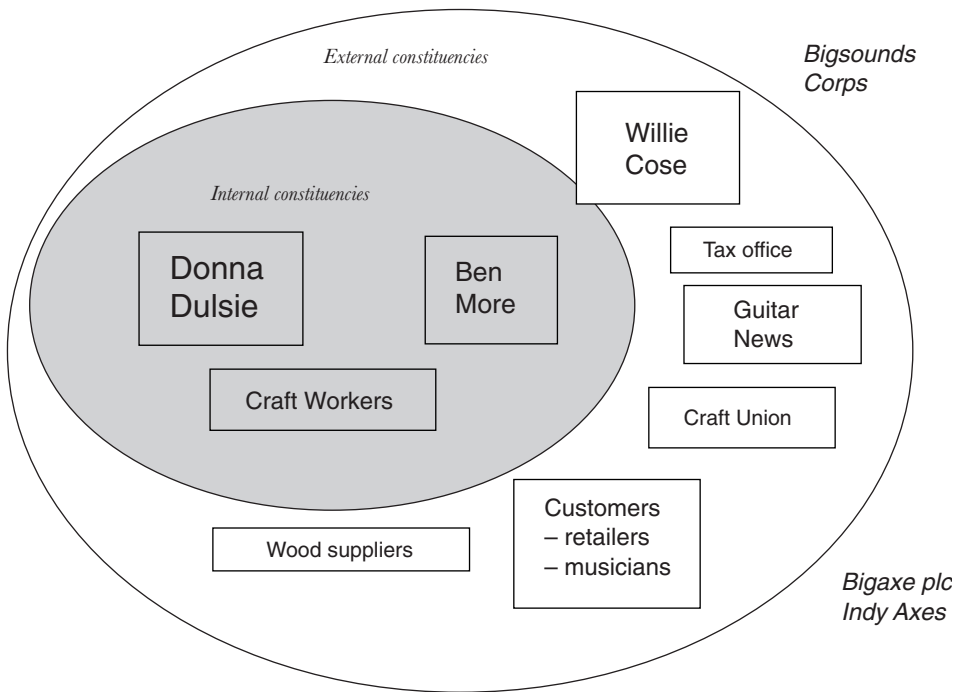 External constituencies
Bigsounds
Corps
Willie
Cose
Internal constituencies
Donna
Dulsie
Ben
More
Tax office
Guitar
News
Craft Workers
Craft Union
Customers
– retailers
– musicians
Wood suppliers
Bigaxe plc
Indy Axes